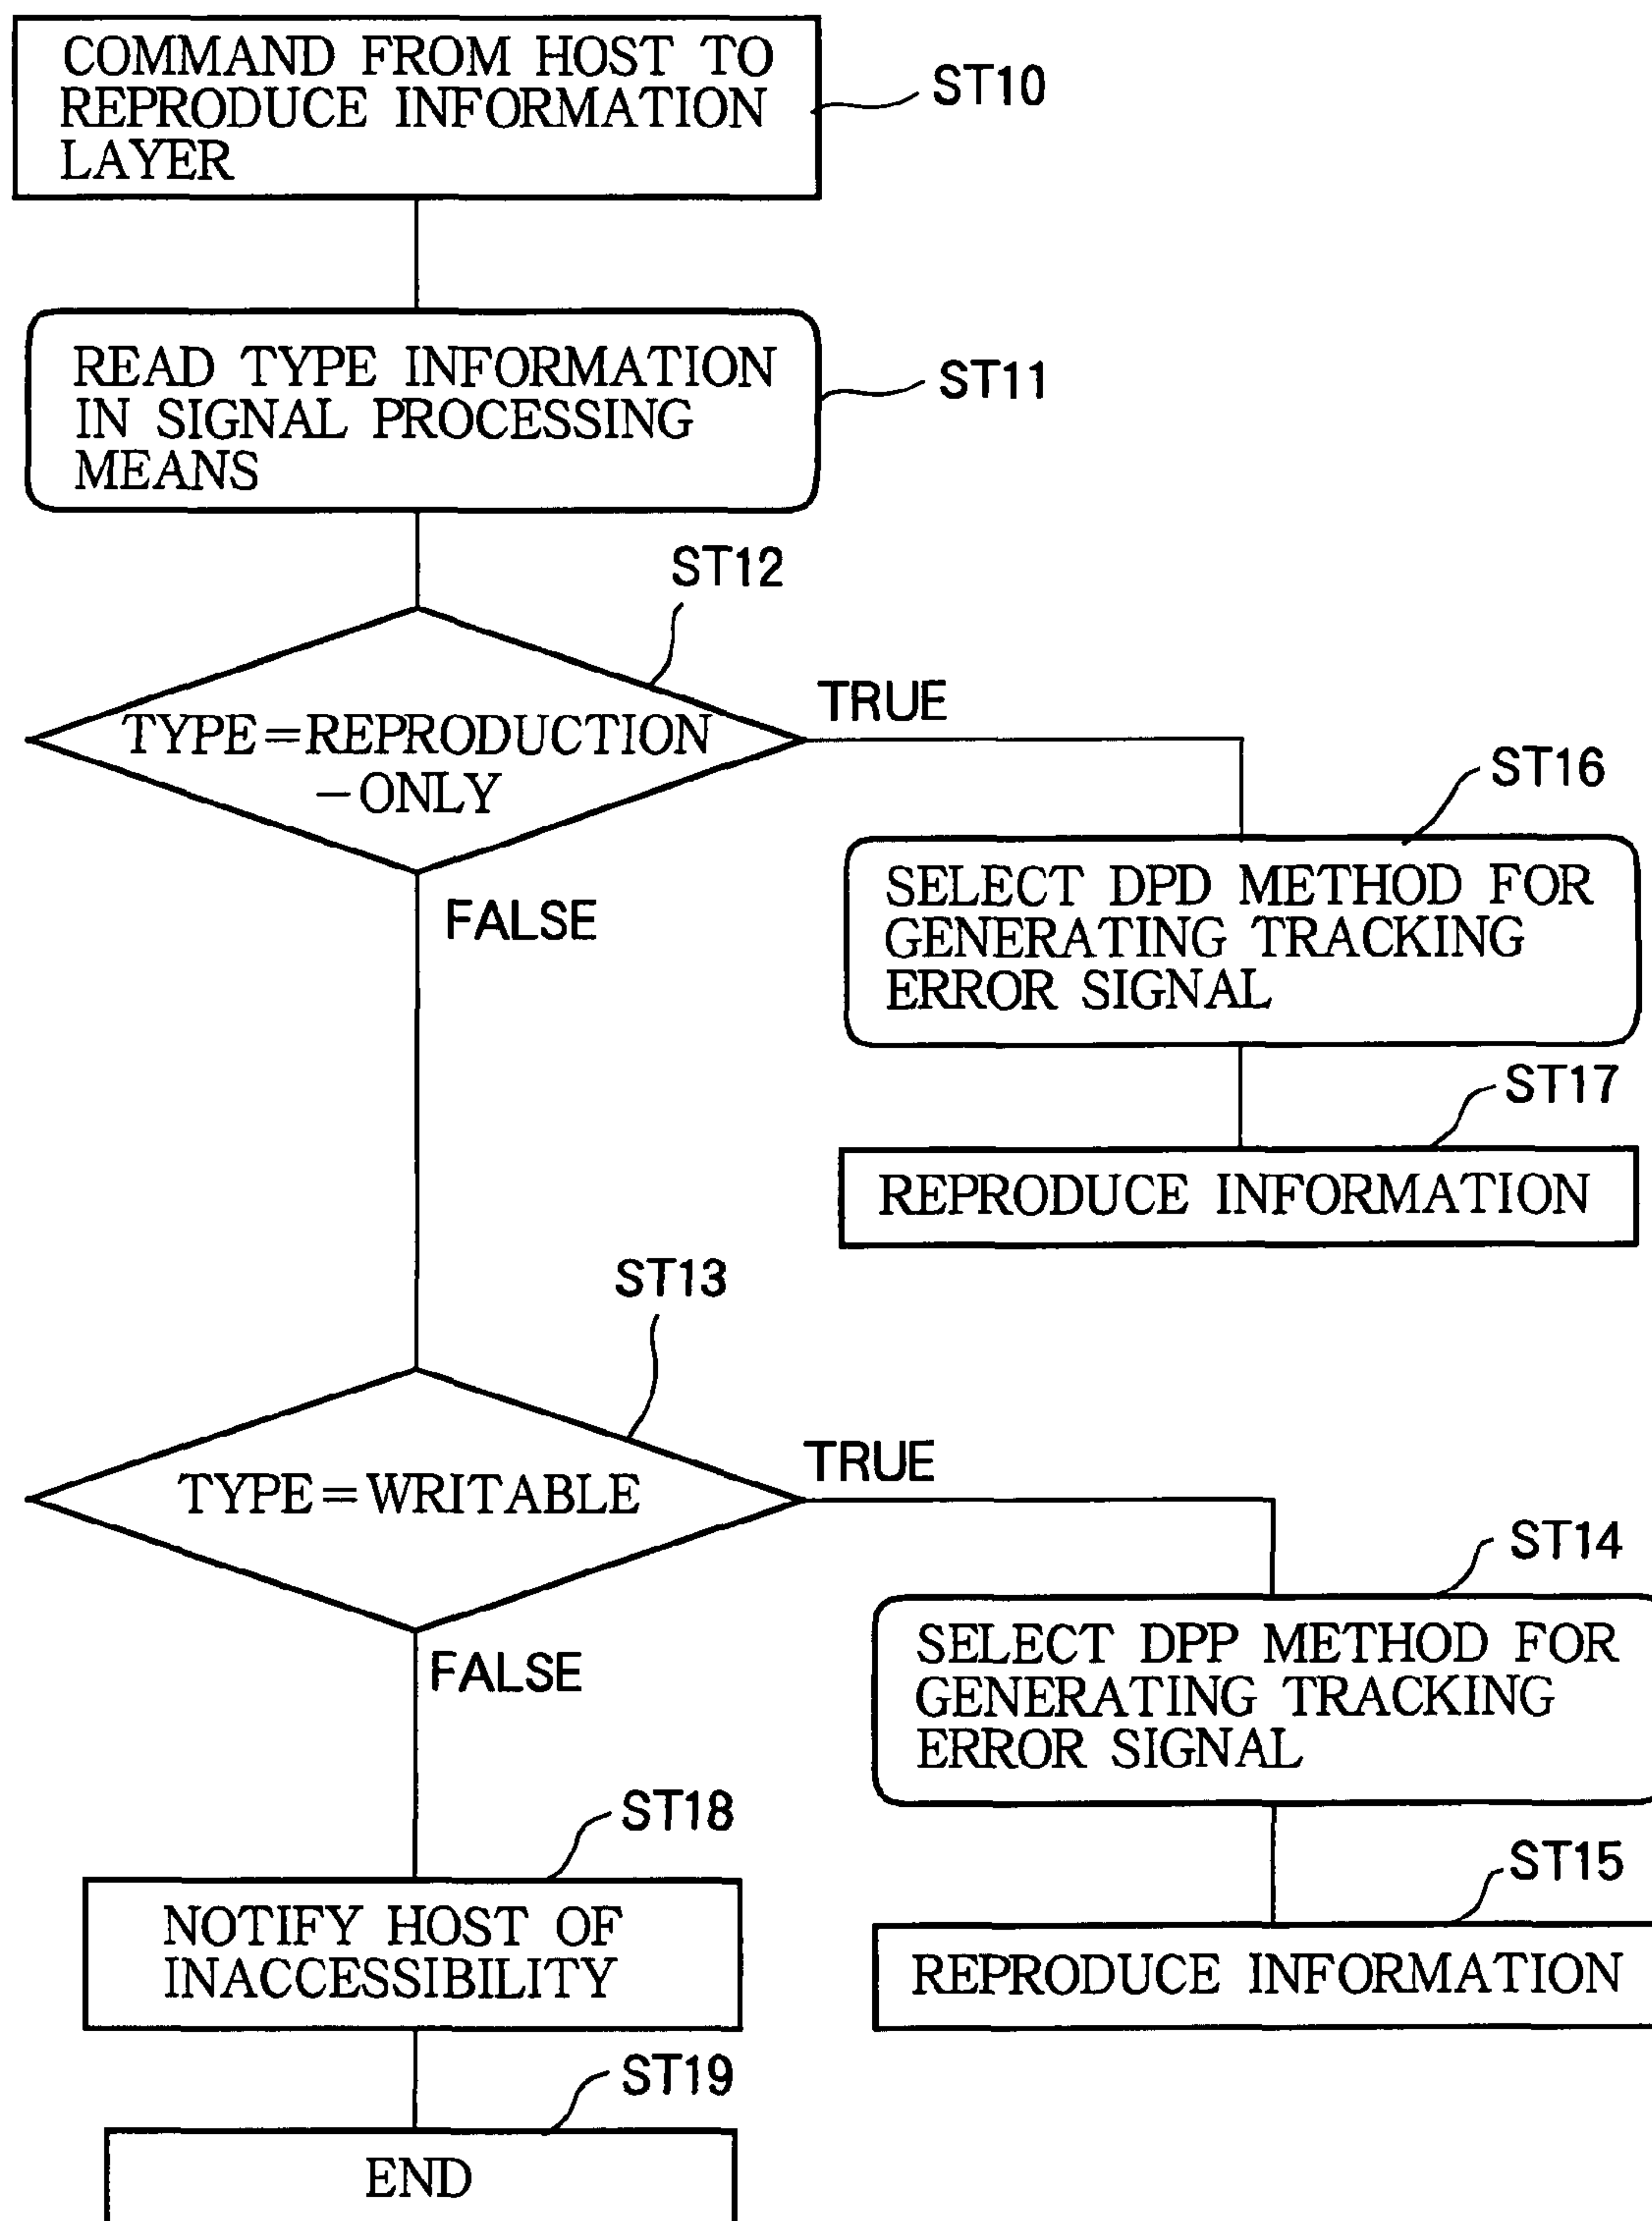 COMMAND FROM HOST TO
REPRODUCE INFORMATION
LAYER
ST10
READ TYPE INFORMATION
IN SIGNAL PROCESSING
MEANS
ST11
ST12
TYPE=REPRODUCTION
-ONLY
TRUE
FALSE
ST16
SELECT DPD METHOD FOR
GENERATING TRACKING
ERROR SIGNAL
ST17
REPRODUCE INFORMATION
ST13
TYPE=WRITABLE
TRUE
FALSE
ST14
SELECT DPP METHOD FOR
GENERATING TRACKING
ERROR SIGNAL
ST15
REPRODUCE INFORMATION
ST18
NOTIFY HOST OF
INACCESSIBILITY
ST19
END